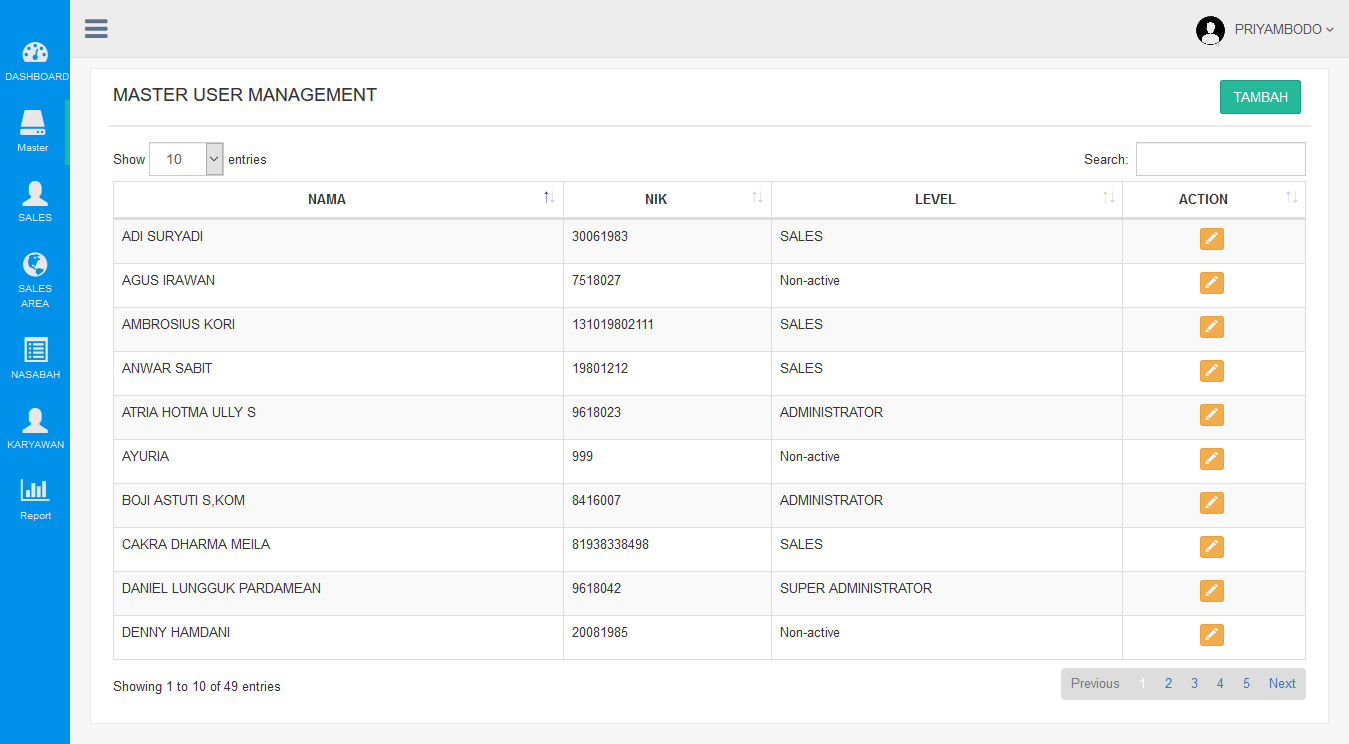 PRIYAMBODO
DASHBOARD
Master
SALES
SALES
AREA
NASABAH
KARYAWAN
Report
MASTER USER MANAGEMENT
TAMBAH
Show 10 entries
Search:
NAMA NIK LEVEL ACTION
ADI SURYADI 30061983 SALES
AGUS IRAWAN 7518027 Non-active
AMBROSIUS KORI 131019802111 SALES
ANWAR SABIT 19801212 SALES
ATRIA HOTMA ULLY S 9618023 ADMINISTRATOR
AYURIA 999 Non-active
BOJI ASTUTI S,KOM 8416007 ADMINISTRATOR
CAKRA DHARMA MEILA 81938338498 SALES
DANIEL LUNGGUK PARDAMEAN 9618042 SUPER ADMINISTRATOR
DENNY HAMDANI 20081985 Non-active
Showing 1 to 10 of 49 entries
Previous 1 2 3 4 5 Next